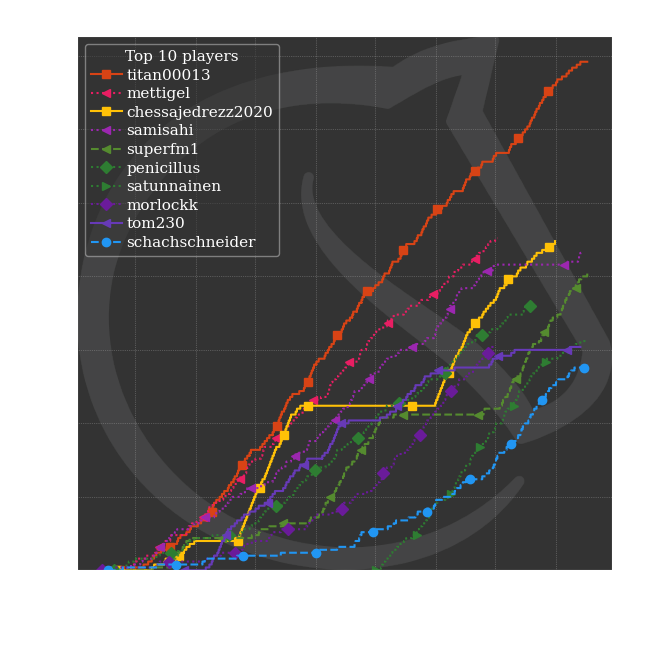 Top 10 players
titan00013
mettigel
chessajedrezz2020
samisahi
superfm1
penicillus
satunnainen
morlockk
tom230
schachschneider